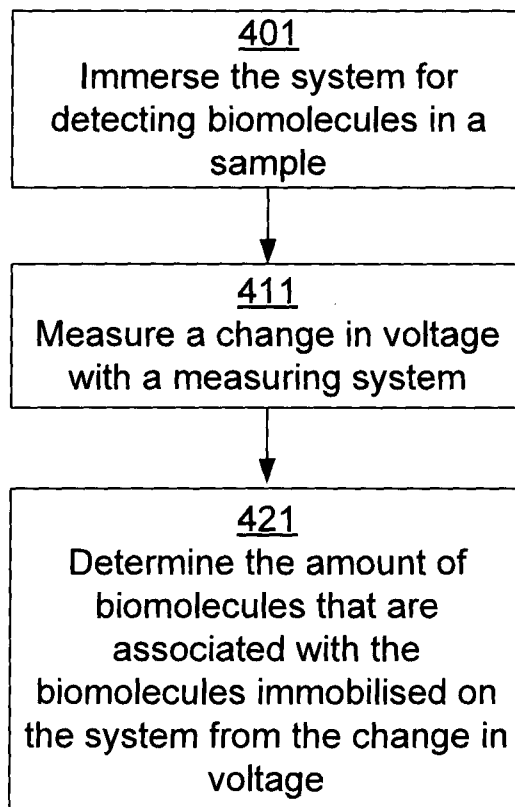 401
Immerse the system for
detecting biomolecules in a
sample
411
Measure a change in voltage
with a measuring system
421
Determine the amount of
biomolecules that are
associated with the
biomolecules immobilised on
the system from the change in
voltage